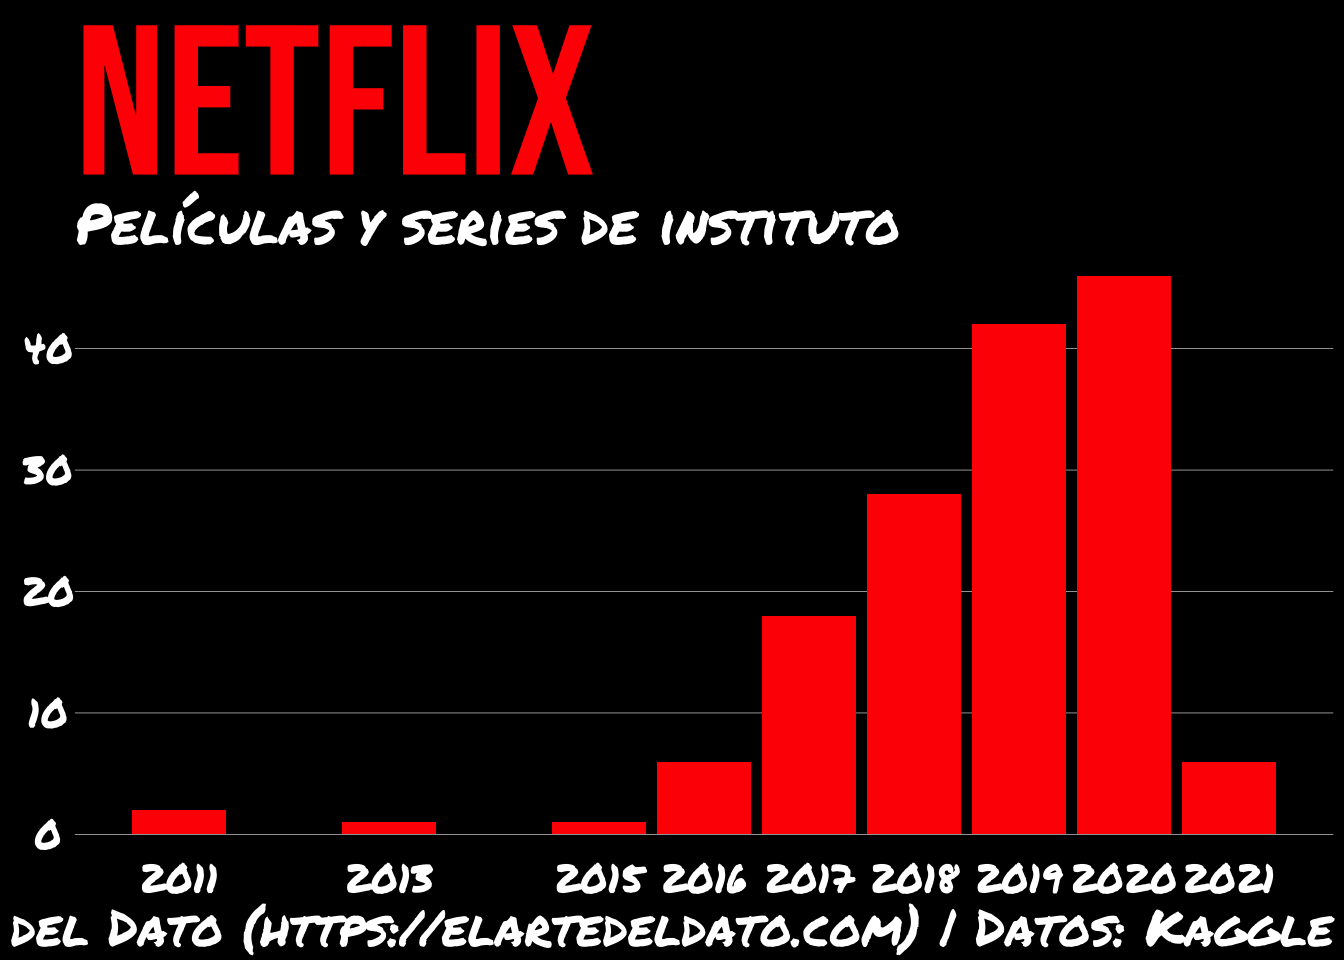 NETFLIX
Películas y series de instituto
40
30
20
10
0
2011 2013 2015 2016 2017 2018 2019 2020 2021
del Dato (https://elartedeldato.com) | Datos: Kaggle